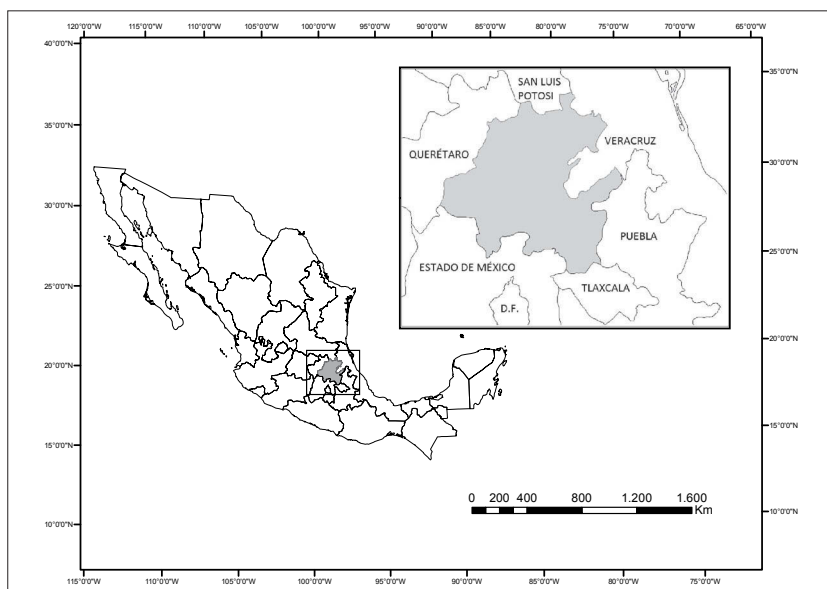 120°0'0"W 115°0'0"W 110°0'0"W 105°0'0"W 100°0'0"W 95°0'0"W 90°0'0"W 85°0'0"W 80°0'0"W 75°0'0"W 70°0'0"W 65°0'0"W
40°0'0"N
35°0'0"N
30°0'0"N
25°0'0"N
20°0'0"N
15°0'0"N
10°0'0"N
SAN LUIS
POTOSI
QUERÉTARO
VERACRUZ
PUEBLA
ESTADO DE MÉXICO
TLAXCALA
D.F.
35°0'0"N
30°0'0"N
25°0'0"N
20°0'0"N
15°0'0"N
10°0'0"N
0 200 400 800 1.200 1.600
Km
115°0'0"W 110°0'0"W 105°0'0"W 100°0'0"W 95°0'0"W 90°0'0"W 85°0'0"W 80°0'0"W 75°0'0"W